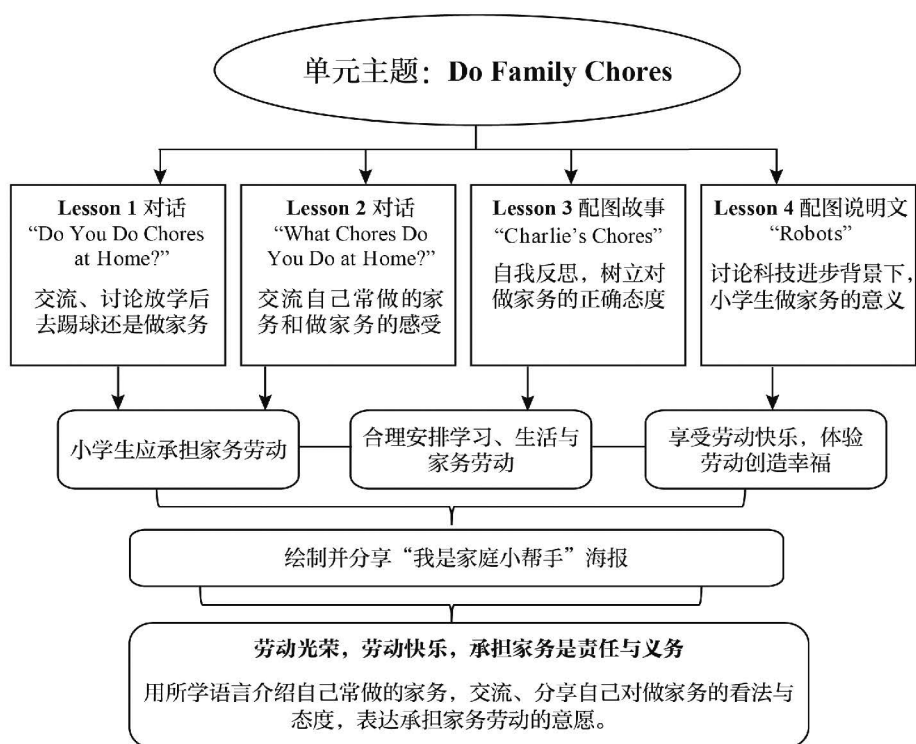 单元主题：Do Family Chores
Lesson 1 对话
“Do You Do Chores
at Home?”
交流、讨论放学后
去踢球还是做家务
Lesson 2 对话
“What Chores Do
You Do at Home?”
交流自己常做的家
务和做家务的感受
Lesson 3 配图故事
“Charlie’s Chores”
自我反思，树立对
做家务的正确态度
Lesson 4 配图说明文
“Robots”
讨论科技进步背景下，
小学生做家务的意义
小学生应承担家务劳动
合理安排学习、生活与
家务劳动
享受劳动快乐，体验
劳动创造幸福
绘制并分享“我是家庭小帮手”海报
劳动光荣，劳动快乐，承担家务是责任与义务
用所学语言介绍自己常做的家务，交流、分享自己对做家务的看法与
态度，表达承担家务劳动的意愿。